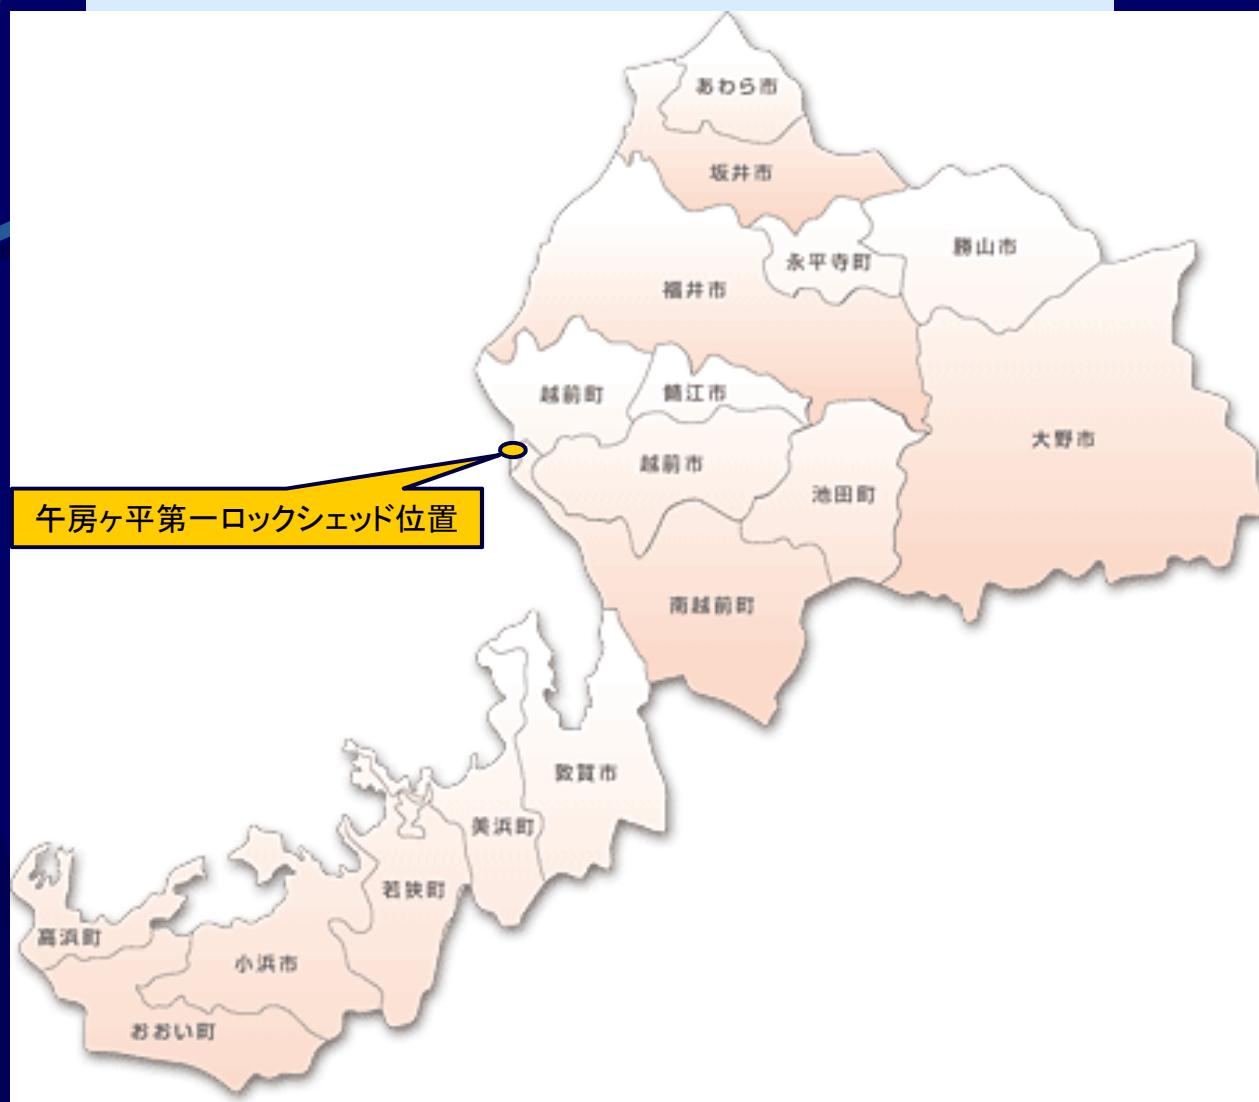 あわら市
坂井市
勝山市
永平寺町
福井市
越前町
鯖江市
大野市
越前市
池田町
午房ヶ平第一ロックシェッド位置
南越前町
敦賀市
美浜町
若狭町
高浜町
小浜市
おおい町